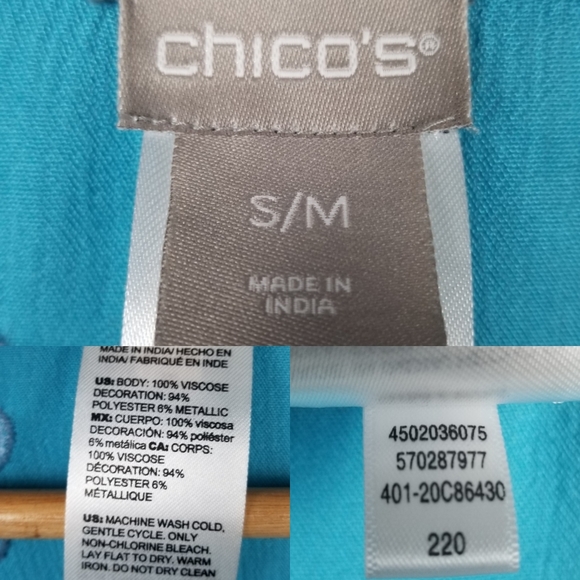 chico's®
S/M
MADE IN
INDIA
MADE IN INDIA/ HECHO EN
INDIA/ FABRIQUÉ EN INDE
US: BODY: 100% VISCOSE
DECORATION: 94%
POLYESTER 6% METALLIC
MX: CUERPO: 100% viscosa
DECORACIÓN: 94% poliéster
6% metálica CA: CORPS:
100% VISCOSE
DÉCORATION: 94%
POLYESTER 6%
MÉTALLIQUE
US: MACHINE WASH COLD,
GENTLE CYCLE. ONLY
NON-CHLORINE BLEACH.
LAY FLAT TO DRY. WARM
IRON. DO NOT DRY CLEAN
4502036075
570287977
401-20C86430
220